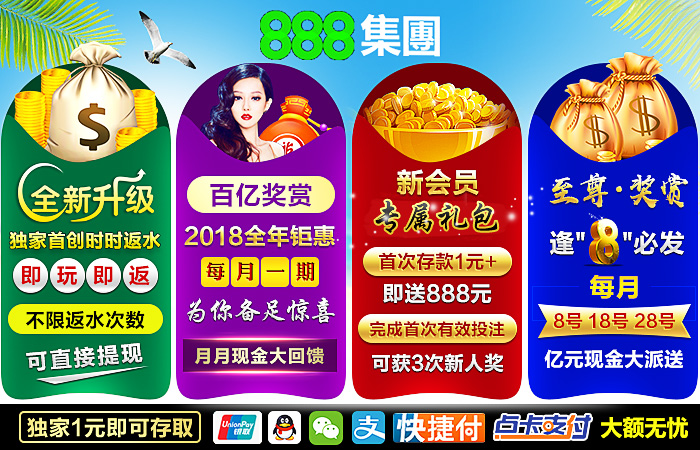 888集團
全新升级
独家首创时时返水
即玩即返
不限返水次数
可直接提现
百亿奖赏
2018全年钜惠
每月一期
为你备足惊喜
月月现金大回馈
新会员
专属礼包
首次存款1元+
即送888元
完成首次有效投注
可获3次新人奖
至尊·奖赏
逢"8"必发
每月
8号 18号 28号
亿元现金大派送
独家1元即可存取
UnionPay
银联
快捷付
点卡支付
大额无忧